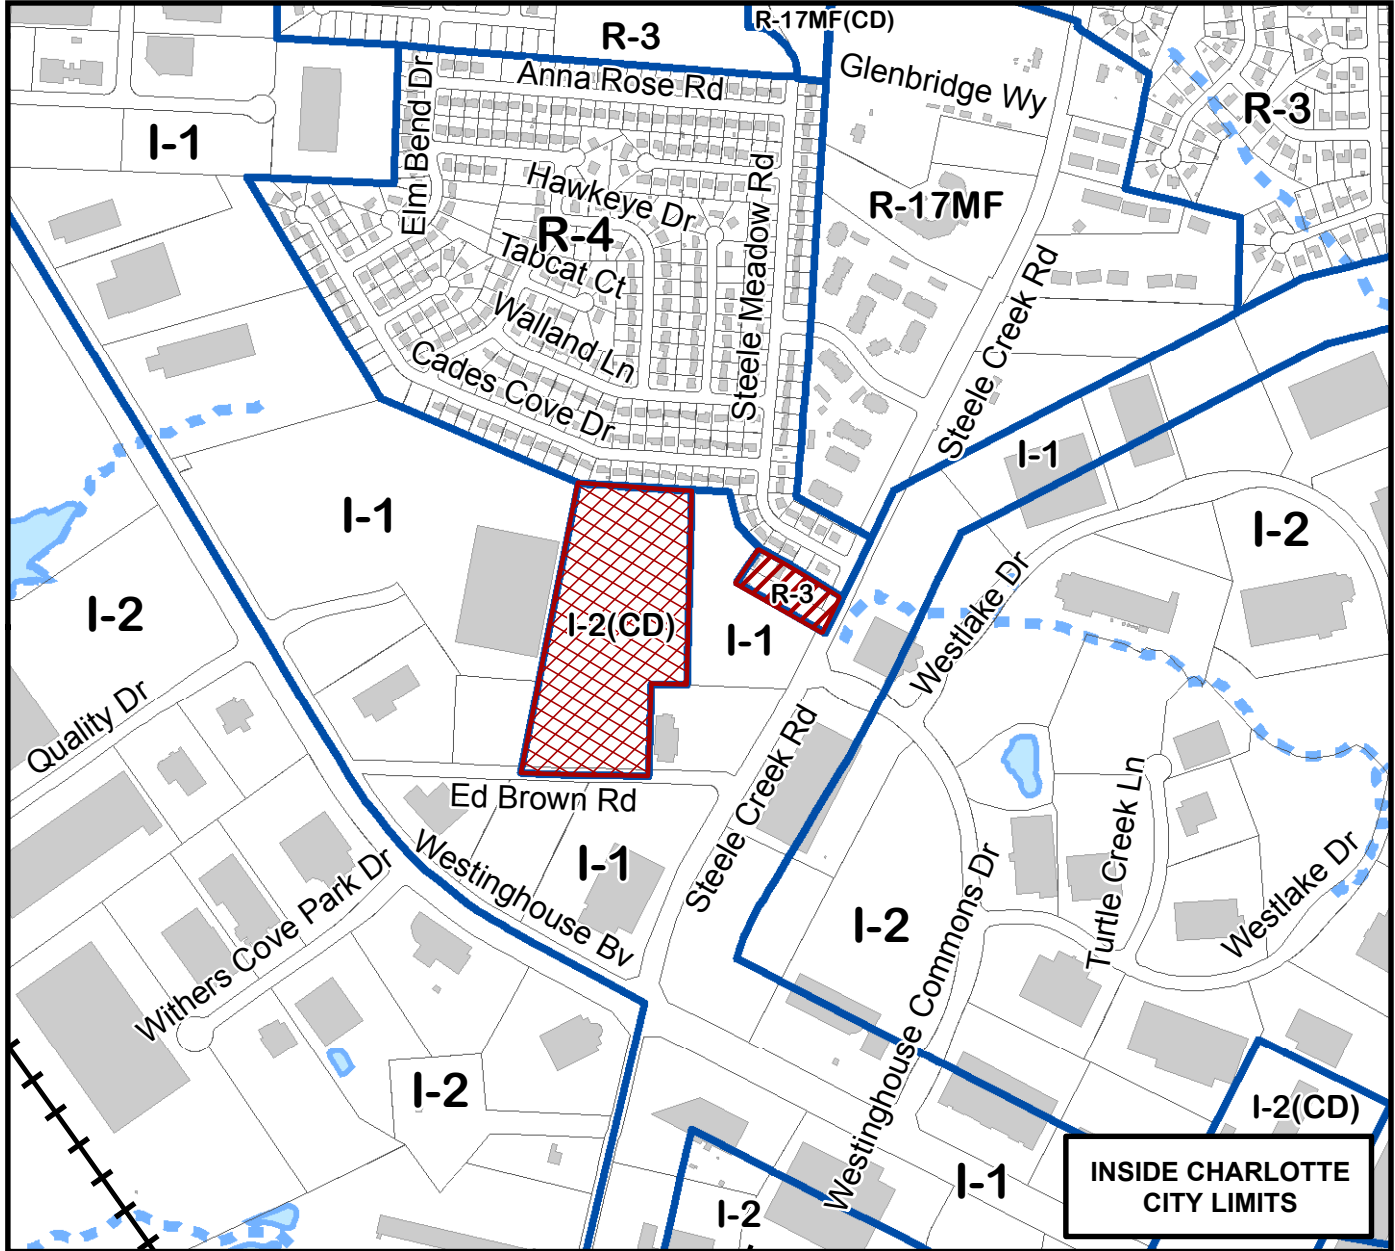 R-17MF(CD)
R-3
Glenbridge Wy
Anna Rose Rd
Elm Bend Dr
R-3
I-1
Hawkeye Dr
Steele Meadow Rd
R-17MF
R-4
Tabcat Ct
Walland Ln
Steele Creek Rd
Cades Cove Dr
I-1
I-1
I-2
Westlake Dr
R-3
I-2
I-2(CD)
I-1
Quality Dr
Steele Creek Rd
Ed Brown Rd
Turtle Creek Ln
Westlake Dr
I-1
Westinghouse Bv
Withers Cove Park Dr
I-2
Westinghouse Commons Dr
I-2
I-2(CD)
I-1
I-2
INSIDE CHARLOTTE
CITY LIMITS